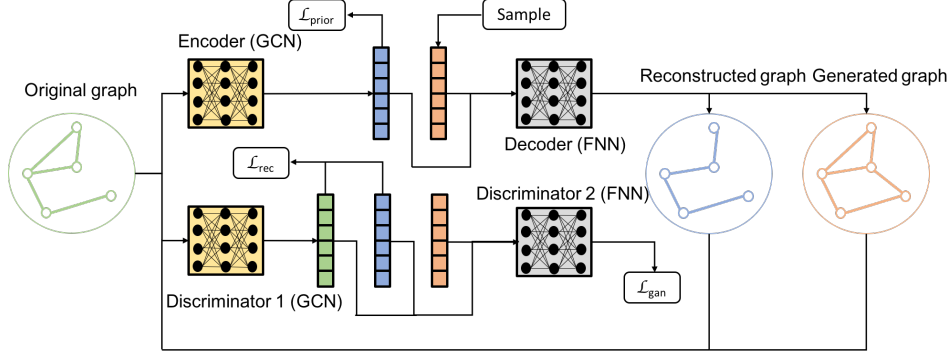 ℒprior
Sample
Encoder (GCN)
Original graph
Reconstructed graph
Generated graph
Decoder (FNN)
ℒrec
Discriminator 2 (FNN)
Discriminator 1 (GCN)
ℒgan